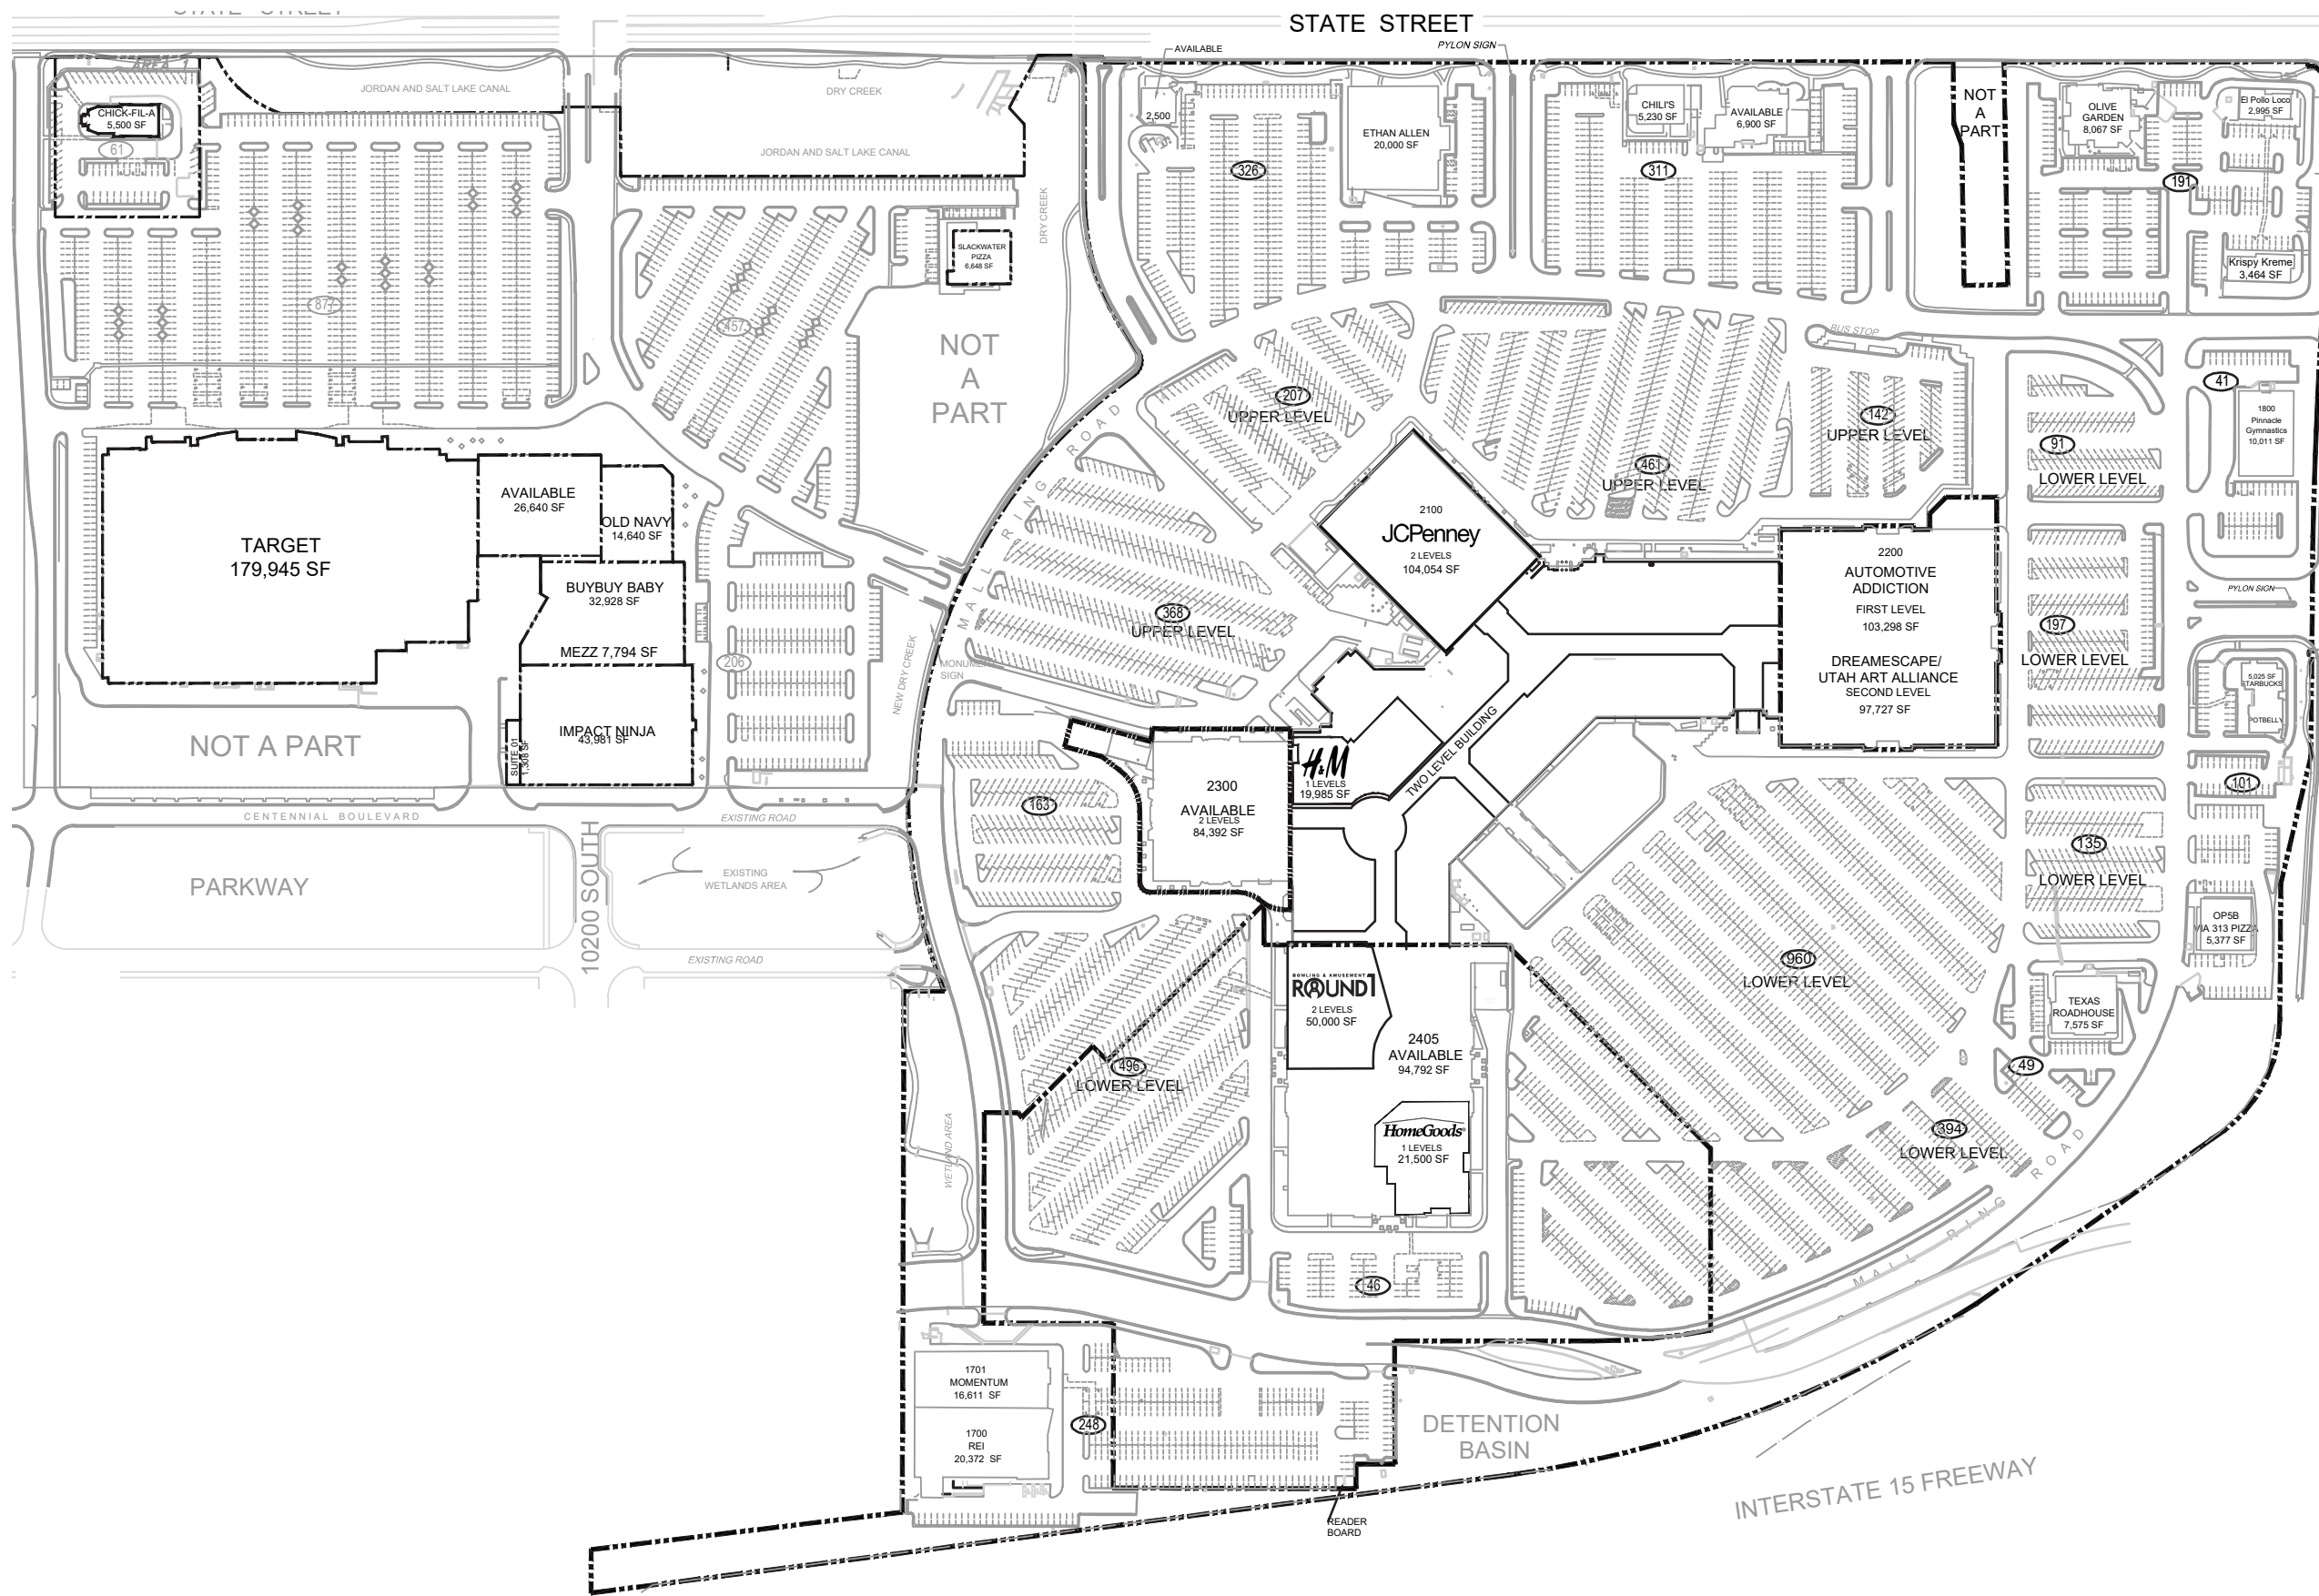 STATE STREET
STATE STREET
AVAILABLE
PYLON SIGN
AREA 1
JORDAN AND SALT LAKE CANAL
DRY CREEK
CHICK-FIL-A
5,500 SF
61
2,500
ETHAN ALLEN
20,000 SF
CHILI'S
5,230 SF
AVAILABLE
6,900 SF
NOT
A
PART
OLIVE
GARDEN
8,067 SF
El Pollo Loco
2,995 SF
JORDAN AND SALT LAKE CANAL
326
311
191
DRY CREEK
SLACKWATER
PIZZA
6,648 SF
Krispy Kreme
3,464 SF
457
NOT
A
PART
BUS STOP
207
UPPER LEVEL
142
UPPER LEVEL
41
1800
Pinnacle
Gymnastics
10,011 SF
91
LOWER LEVEL
461
UPPER LEVEL
MALL RING ROAD
TARGET
179,945 SF
AVAILABLE
26,640 SF
OLD NAVY
14,640 SF
2100
JCPenney
2 LEVELS
104,054 SF
2200
AUTOMOTIVE
ADDICTION
FIRST LEVEL
103,298 SF
DREAMESCAPE/
UTAH ART ALLIANCE
SECOND LEVEL
97,727 SF
BUYBUY BABY
32,928 SF
MEZZ 7,794 SF
PYLON SIGN
368
UPPER LEVEL
197
LOWER LEVEL
206
NEW DRY CREEK
SIGN
5,025 SF
STARBUCKS
POTBELLY
NOT A PART
IMPACT NINJA
43,981 SF
SUITE 01
1,308 SF
TWO LEVEL BUILDING
H&M
1 LEVELS
19,985 SF
2300
AVAILABLE
2 LEVELS
84,392 SF
163
101
CENTENNIAL BOULEVARD
EXISTING ROAD
135
LOWER LEVEL
PARKWAY
10200 SOUTH
EXISTING
WETLANDS AREA
OP5B
VIA 313 PIZZA
5,377 SF
EXISTING ROAD
960
LOWER LEVEL
BOWLING & AMUSEMENT
ROUND1
2 LEVELS
50,000 SF
2405
AVAILABLE
94,792 SF
TEXAS
ROADHOUSE
7,575 SF
496
LOWER LEVEL
49
WETLAND AREA
HomeGoods
1 LEVELS
21,500 SF
394
LOWER LEVEL
MALL RING ROAD
46
1701
MOMENTUM
16,611 SF
1700
REI
20,372 SF
248
DETENTION
BASIN
INTERSTATE 15 FREEWAY
READER
BOARD